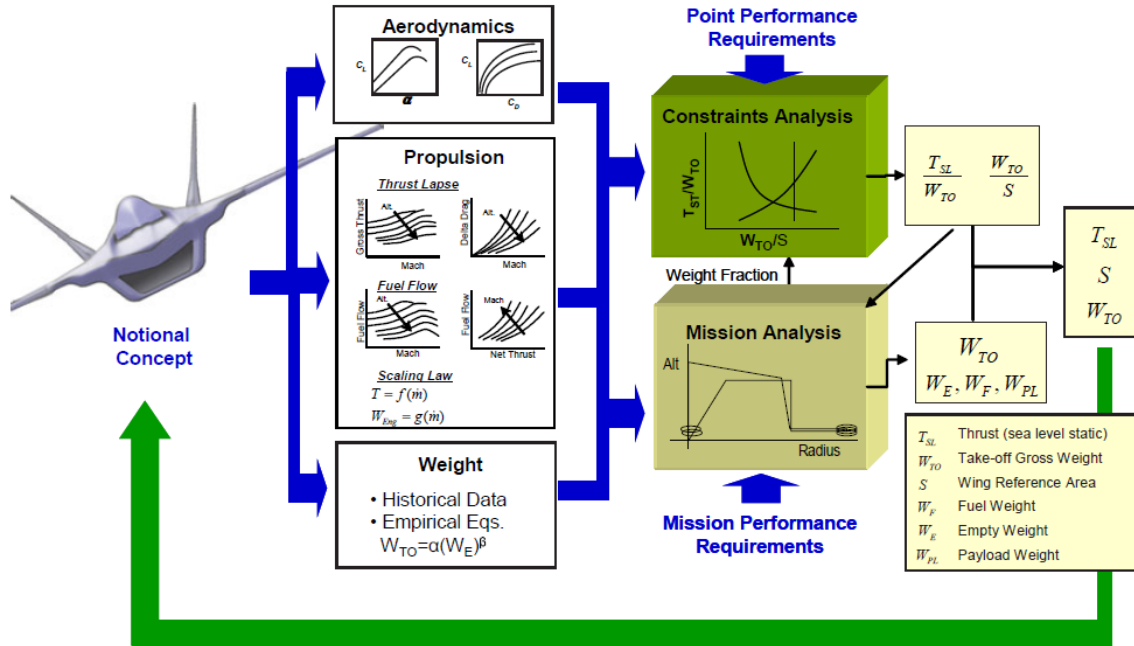 Notional
Concept
Aerodynamics
C_L
α
C_L
C_D
Propulsion
Thrust Lapse
Gross Thrust
Alt.
Mach
Delta Drag
Alt.
Mach
Fuel Flow
Fuel Flow
Alt.
Mach
Fuel Flow
Mach
Net Thrust
Scaling Law
T = f(ṁ)
W_Eng = g(ṁ)
Weight
• Historical Data
• Empirical Eqs.
W_TO=α(W_E)^β
Point Performance
Requirements
Constraints Analysis
T_ST/W_TO
W_TO/S
Weight Fraction
Mission Analysis
Alt
Radius
Mission Performance
Requirements
T_SL W_TO
W_TO S
W_TO
W_E, W_F, W_PL
T_SL
S
W_TO
T_SL Thrust (sea level static)
W_TO Take-off Gross Weight
S Wing Reference Area
W_F Fuel Weight
W_E Empty Weight
W_PL Payload Weight